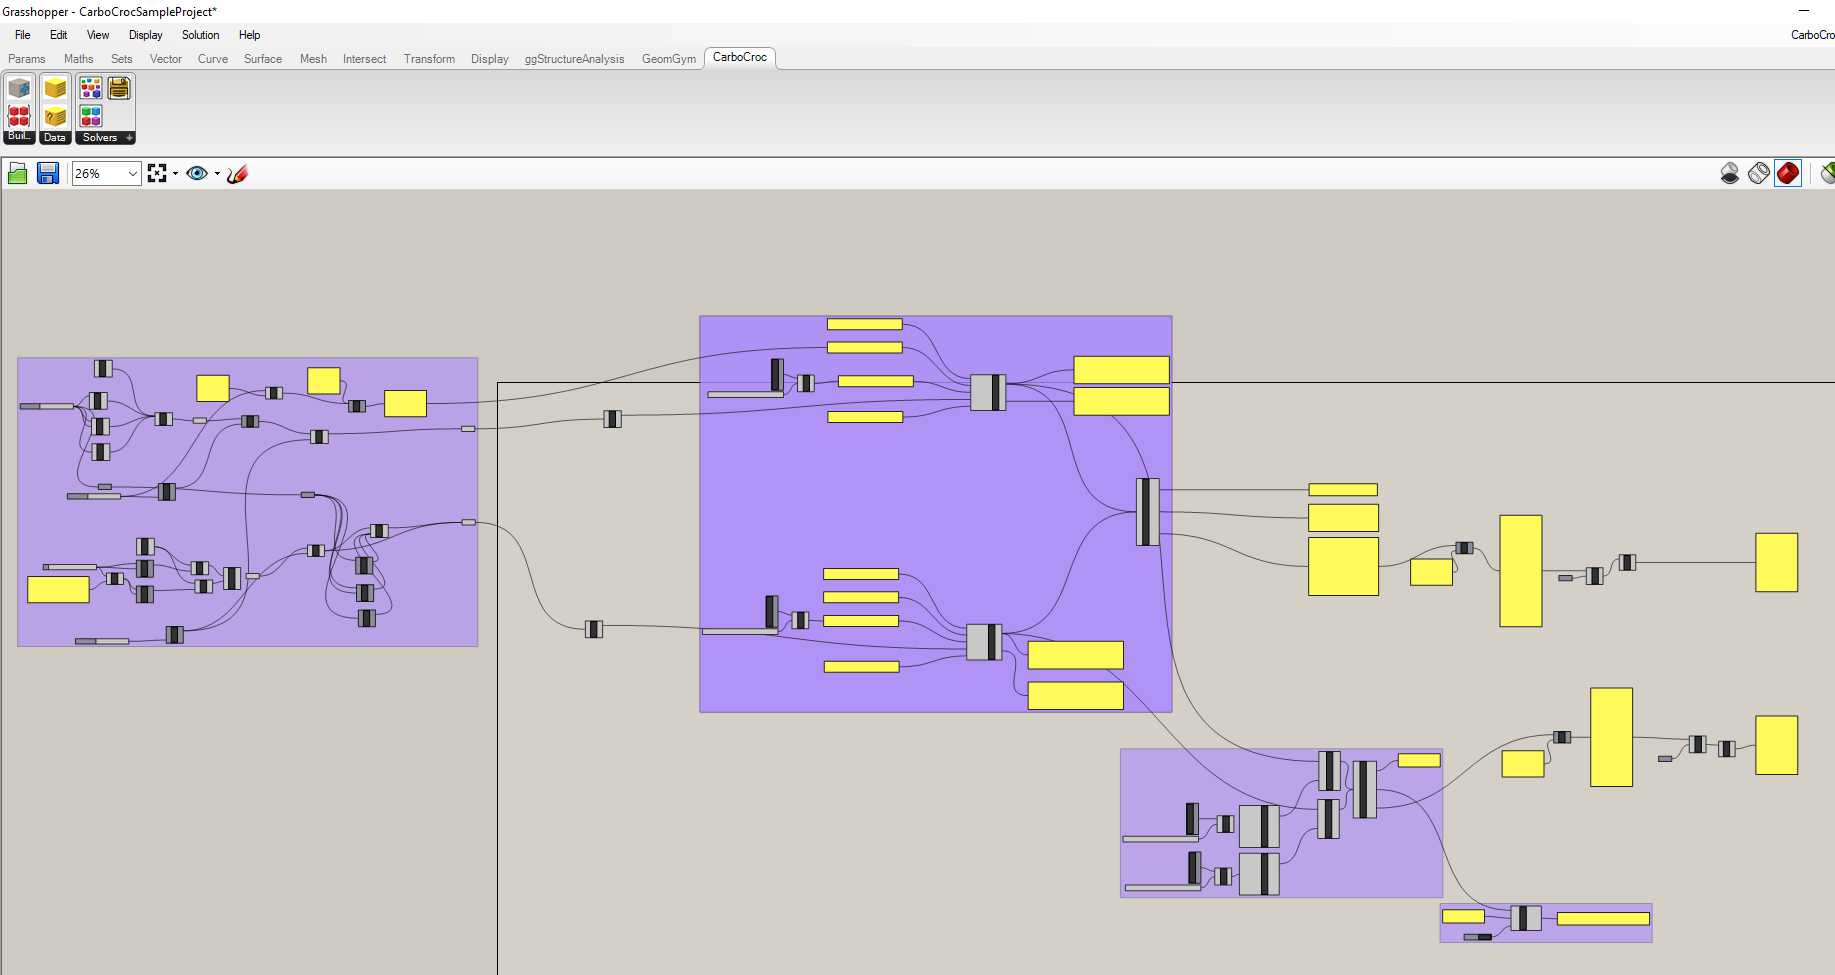 Grasshopper - CarboCrocSampleProject*
File Edit View Display Solution Help
CarboCro
Params Maths Sets Vector Curve Surface Mesh Intersect Transform Display ggStructureAnalysis GeomGym CarboCroc
Buil... Data Solvers
26%